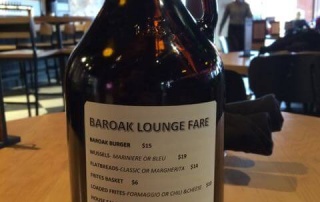 BAROAK LOUNGE FARE
BAROAK BURGER $15
MUSSELS- MARINIERE OR BLEU $19
FLATBREADS-CLASSIC OR MARGHERITA $16
FRITES BASKET $6
LOADED FRITES-FORMAGGIO OR CHILI &CHEESE